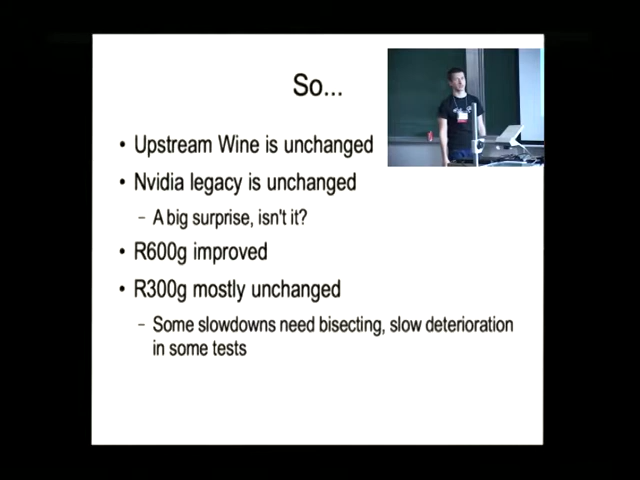 So...
• Upstream Wine is unchanged
• Nvidia legacy is unchanged
– A big surprise, isn't it?
• R600g improved
• R300g mostly unchanged
– Some slowdowns need bisecting, slow deterioration
in some tests